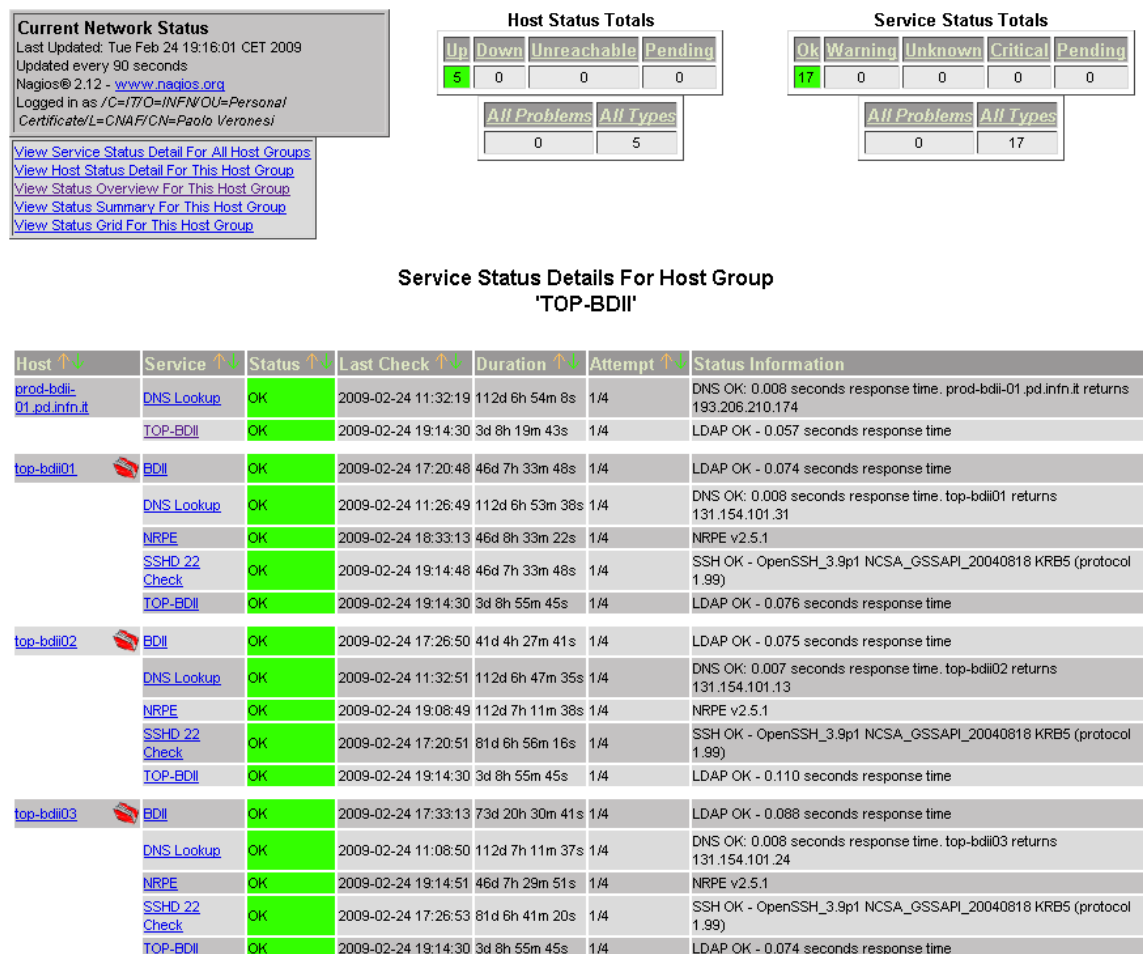 Current Network Status
Last Updated: Tue Feb 24 19:16:01 CET 2009
Updated every 90 seconds
Nagios® 2.12 - www.nagios.org
Logged in as /C=IT/O=INFN/OU=Personal
Certificate/L=CNAF/CN=Paolo Veronesi
View Service Status Detail For All Host Groups
View Host Status Detail For This Host Group
View Status Overview For This Host Group
View Status Summary For This Host Group
View Status Grid For This Host Group
Host Status Totals
Up Down Unreachable Pending
5 0 0 0
All Problems All Types
0 5
Service Status Totals
Ok Warning Unknown Critical Pending
17 0 0 0 0
All Problems All Types
0 17
Service Status Details For Host Group
'TOP-BDII'
Host Service Status Last Check Duration Attempt Status Information
prod-bdii-
01.pd.infn.it DNS Lookup OK 2009-02-24 11:32:19 112d 6h 54m 8s 1/4 DNS OK: 0.008 seconds response time. prod-bdii-01.pd.infn.it returns
193.206.210.174
TOP-BDII OK 2009-02-24 19:14:30 3d 8h 19m 43s 1/4 LDAP OK - 0.057 seconds response time
top-bdii01 BDII OK 2009-02-24 17:20:48 46d 7h 33m 48s 1/4 LDAP OK - 0.074 seconds response time
DNS Lookup OK 2009-02-24 11:26:49 112d 6h 53m 38s 1/4 DNS OK: 0.008 seconds response time. top-bdii01 returns
131.154.101.31
NRPE OK 2009-02-24 18:33:13 46d 8h 33m 22s 1/4 NRPE v2.5.1
SSHD 22
Check OK 2009-02-24 19:14:48 46d 7h 33m 48s 1/4 SSH OK - OpenSSH_3.9p1 NCSA_GSSAPI_20040818 KRB5 (protocol
1.99)
TOP-BDII OK 2009-02-24 19:14:30 3d 8h 55m 45s 1/4 LDAP OK - 0.076 seconds response time
top-bdii02 BDII OK 2009-02-24 17:26:50 41d 4h 27m 41s 1/4 LDAP OK - 0.075 seconds response time
DNS Lookup OK 2009-02-24 11:32:51 112d 6h 47m 35s 1/4 DNS OK: 0.007 seconds response time. top-bdii02 returns
131.154.101.13
NRPE OK 2009-02-24 19:08:49 112d 7h 11m 38s 1/4 NRPE v2.5.1
SSHD 22
Check OK 2009-02-24 17:20:51 81d 6h 56m 16s 1/4 SSH OK - OpenSSH_3.9p1 NCSA_GSSAPI_20040818 KRB5 (protocol
1.99)
TOP-BDII OK 2009-02-24 19:14:30 3d 8h 55m 45s 1/4 LDAP OK - 0.110 seconds response time
top-bdii03 BDII OK 2009-02-24 17:33:13 73d 20h 30m 41s 1/4 LDAP OK - 0.088 seconds response time
DNS Lookup OK 2009-02-24 11:08:50 112d 7h 11m 37s 1/4 DNS OK: 0.008 seconds response time. top-bdii03 returns
131.154.101.24
NRPE OK 2009-02-24 19:14:51 46d 7h 29m 51s 1/4 NRPE v2.5.1
SSHD 22
Check OK 2009-02-24 17:26:53 81d 6h 41m 20s 1/4 SSH OK - OpenSSH_3.9p1 NCSA_GSSAPI_20040818 KRB5 (protocol
1.99)
TOP-BDII OK 2009-02-24 19:14:30 3d 8h 55m 45s 1/4 LDAP OK - 0.074 seconds response time